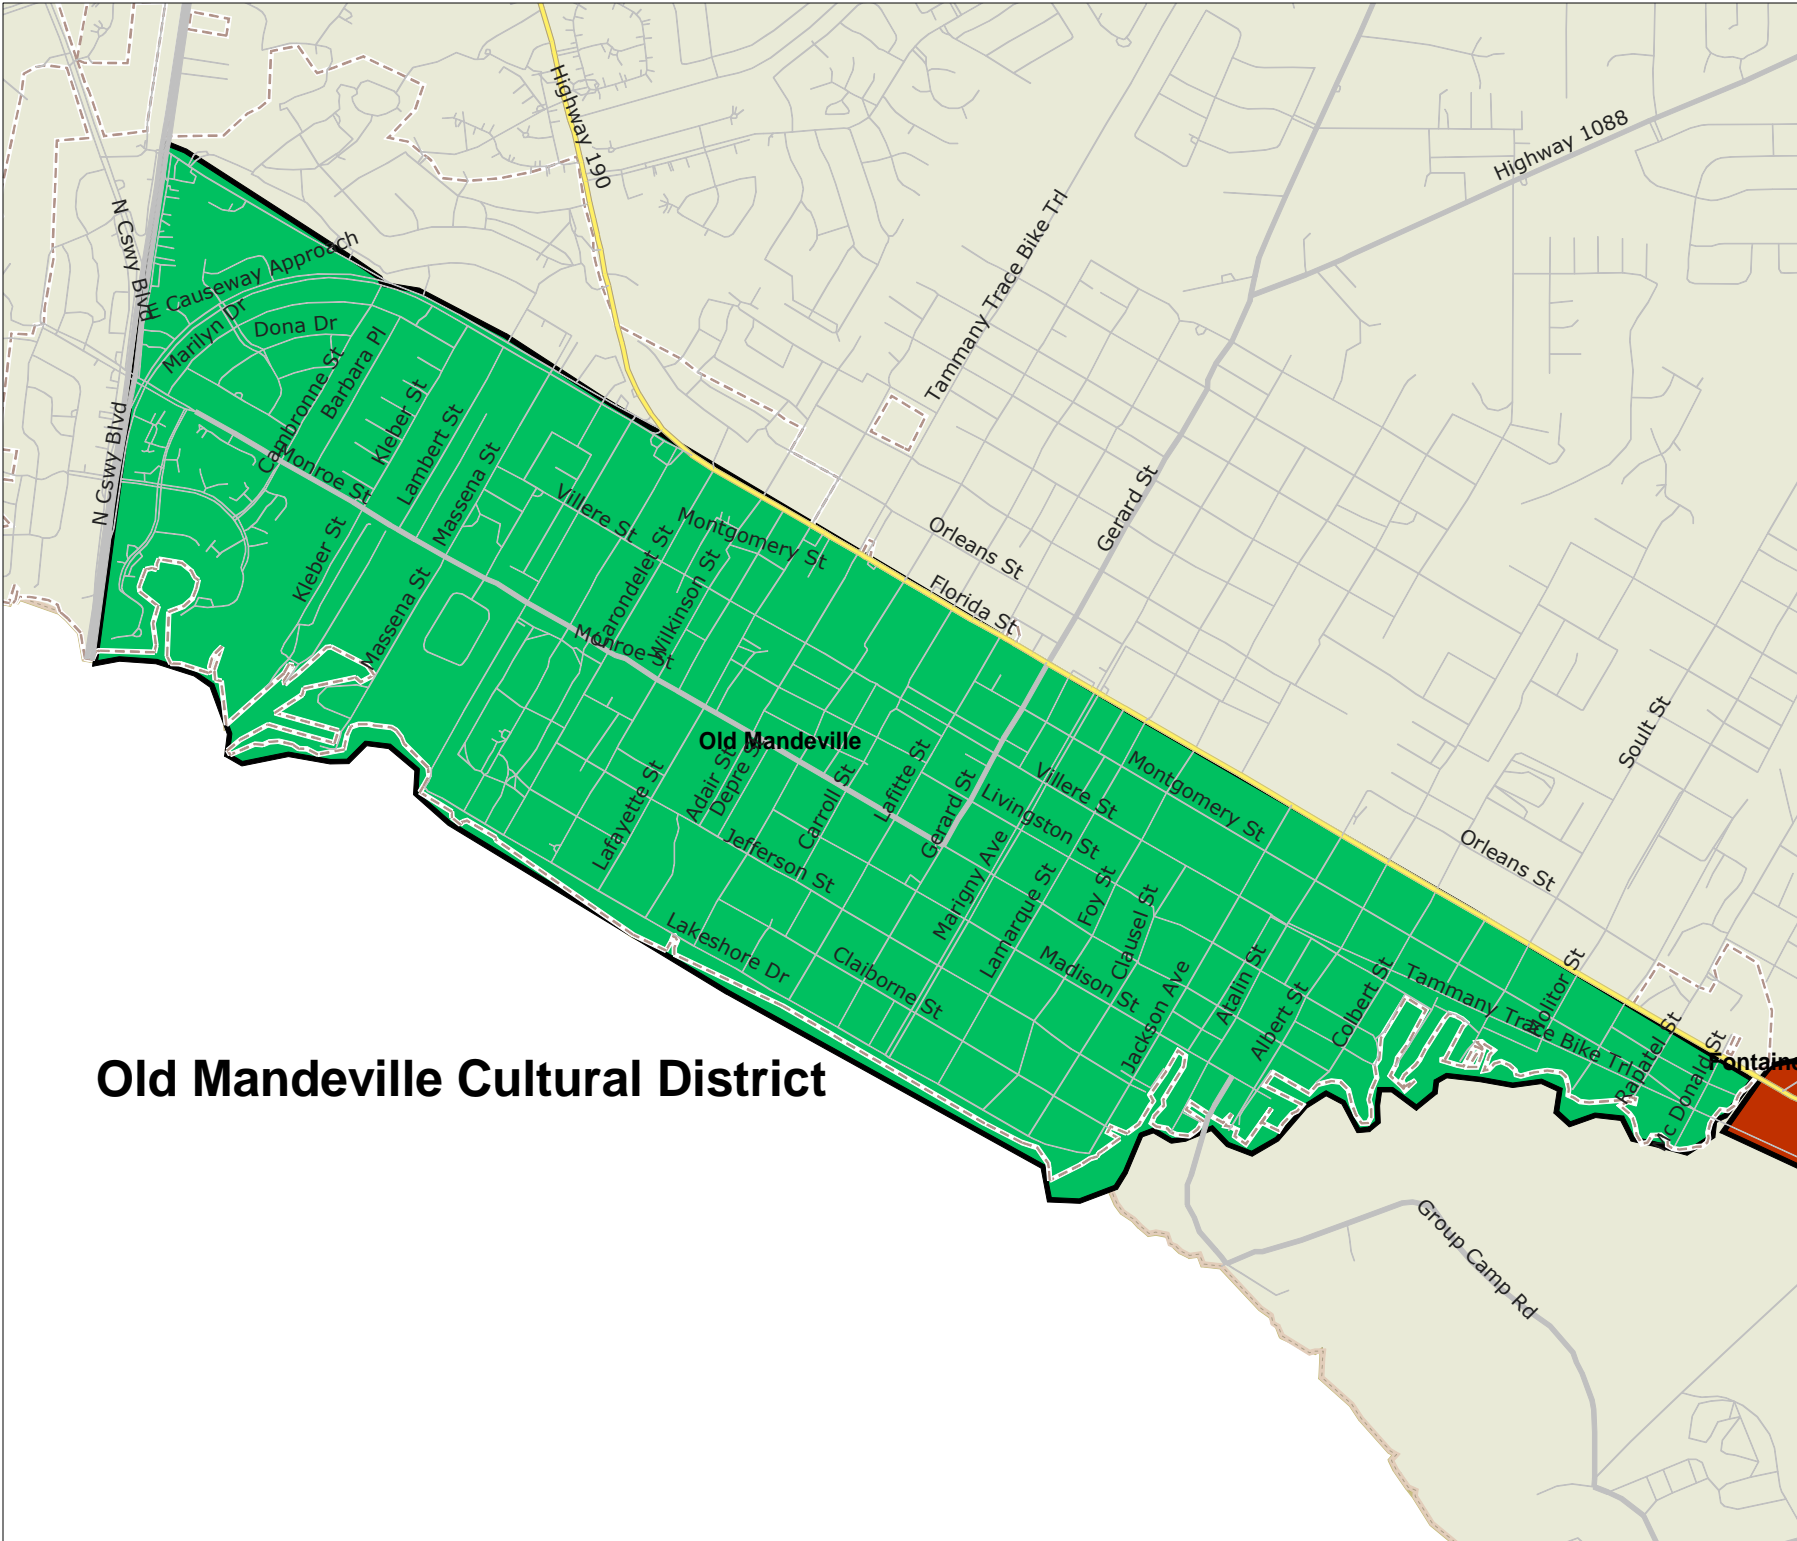 Highway 190
Highway 1088
N Cswy Blvd
Tammany Trace Bike Trl
E Causeway Approach
Marilyn Dr
Dona Dr
Barbara Pl
Cambronne St
Kleber St
Lambert St
N Cswy Blvd
Monroe St
Massena St
Gerard St
Villere St
Montgomery St
Orleans St
Kleber St
Carondelet St
Wilkinson St
Florida St
Massena St
Monroe St
Soult St
Old Mandeville
Lafayette St
Adair St
Depre St
Carroll St
Lafitte St
Gerard St
Villere St
Montgomery St
Livingston St
Jefferson St
Marigny Ave
Lamarque St
Foy St
Clausel St
Orleans St
Lakeshore Dr
Claiborne St
Madison St
Jackson Ave
Atalin St
Albert St
Colbert St
Tammany Trace Bike Trl
Rapatel St
Mc Donald St
Old Mandeville Cultural District
Group Camp Rd